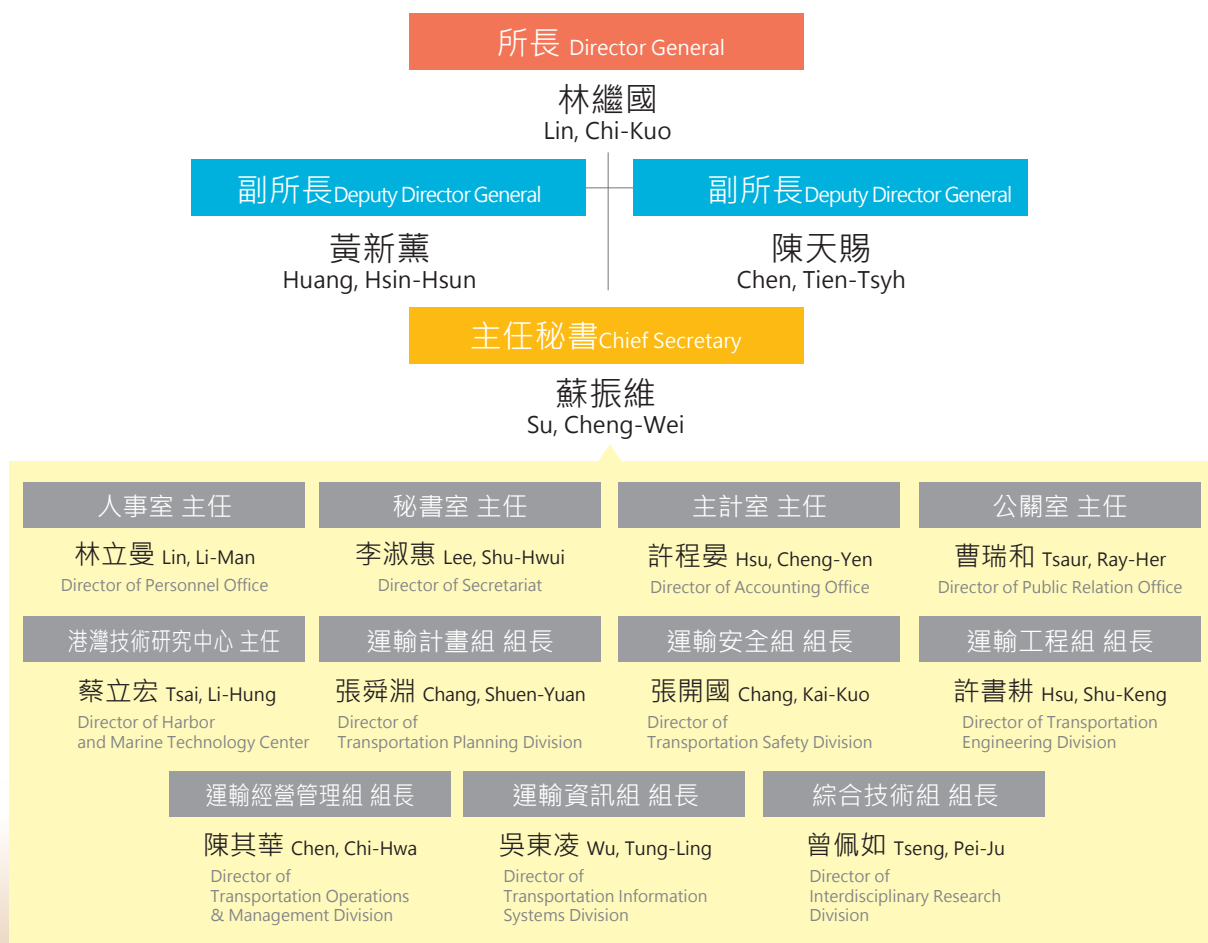 所長 Director General
林繼國
Lin, Chi-Kuo
副所長Deputy Director General
副所長Deputy Director General
黃新薰
Huang, Hsin-Hsun
陳天賜
Chen, Tien-Tsyh
主任秘書Chief Secretary
蘇振維
Su, Cheng-Wei
人事室 主任
林立曼 Lin, Li-Man
Director of Personnel Office
秘書室 主任
李淑惠 Lee, Shu-Hwui
Director of Secretariat
主計室 主任
許程晏 Hsu, Cheng-Yen
Director of Accounting Office
公關室 主任
曹瑞和 Tsaur, Ray-Her
Director of Public Relation Office
港灣技術研究中心 主任
蔡立宏 Tsai, Li-Hung
Director of Harbor
and Marine Technology Center
運輸計畫組 組長
張舜淵 Chang, Shuen-Yuan
Director of
Transportation Planning Division
運輸安全組 組長
張開國 Chang, Kai-Kuo
Director of
Transportation Safety Division
運輸工程組 組長
許書耕 Hsu, Shu-Keng
Director of Transportation
Engineering Division
運輸經營管理組 組長
陳其華 Chen, Chi-Hwa
Director of
Transportation Operations
& Management Division
運輸資訊組 組長
吳東凌 Wu, Tung-Ling
Director of
Transportation Information
Systems Division
綜合技術組 組長
曾佩如 Tseng, Pei-Ju
Director of
Interdisciplinary Research
Division